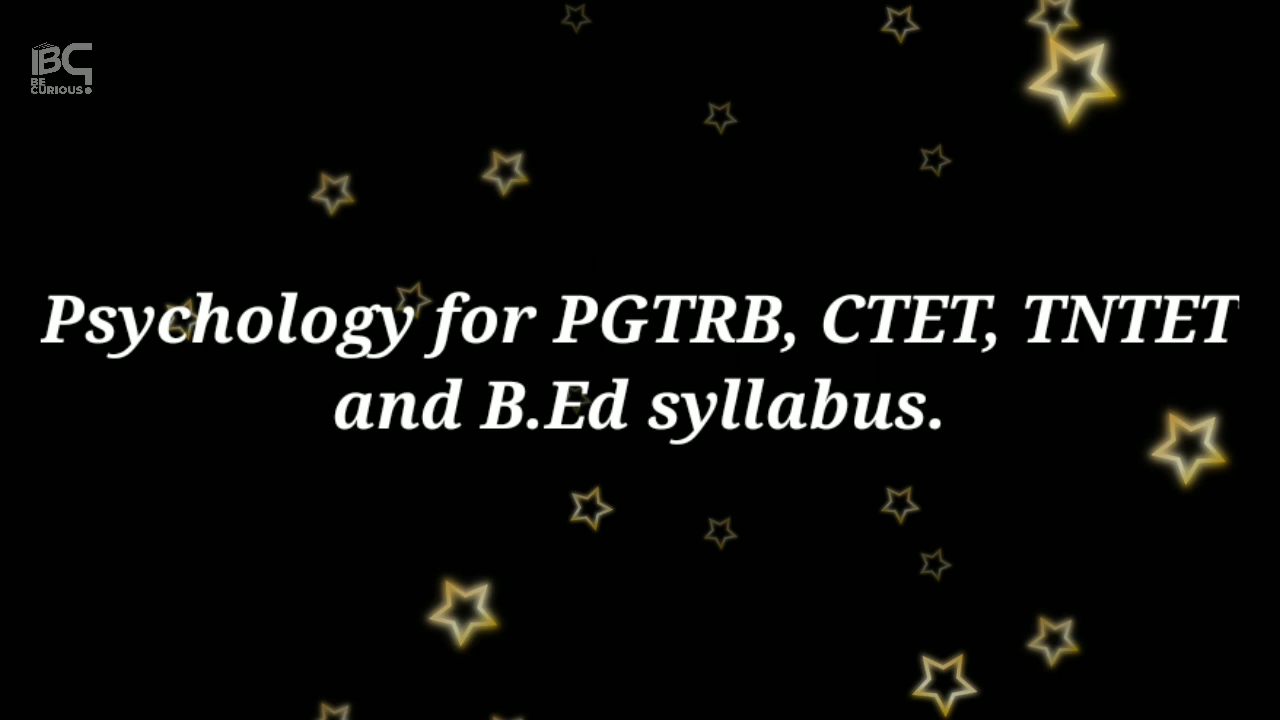 BC
BE
CURIOUS
Psychology for PGTRB, CTET, TNTET
and B.Ed syllabus.